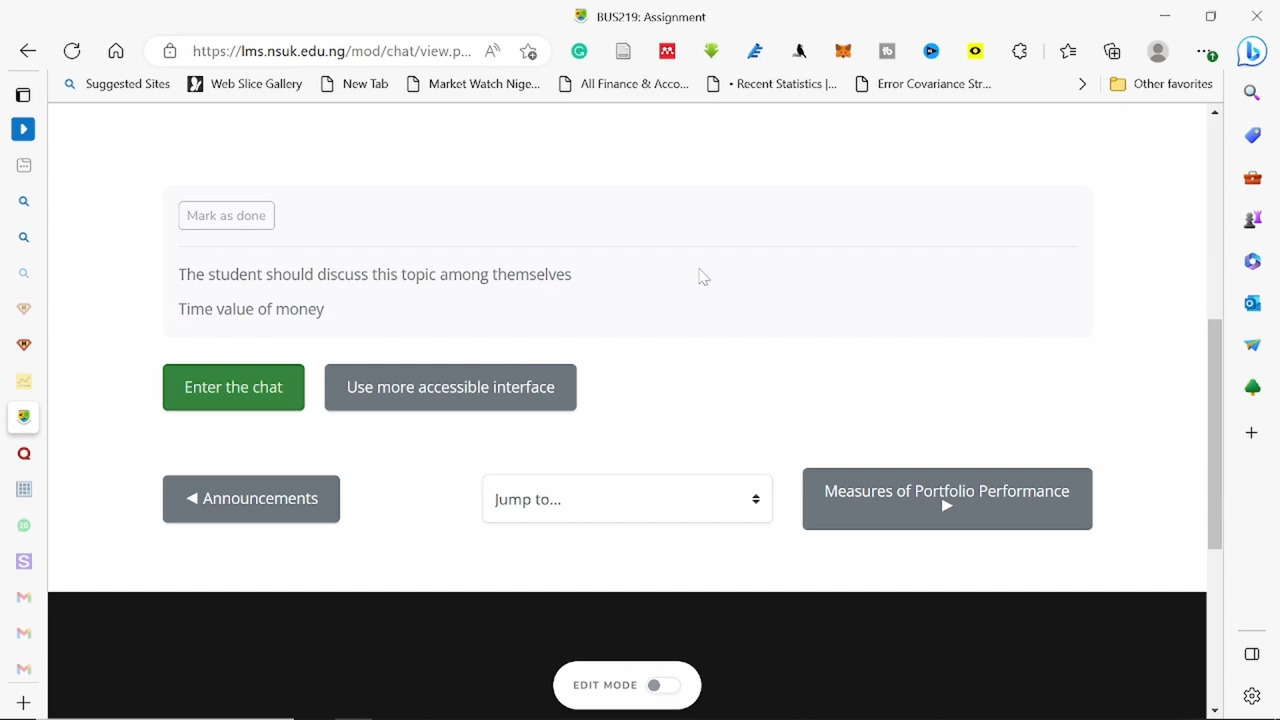 BUS219: Assignment
https://lms.nsuk.edu.ng/mod/chat/view.p...
Suggested Sites
Web Slice Gallery
New Tab
Market Watch Nige...
All Finance & Acco...
• Recent Statistics |...
Error Covariance Str...
Other favorites
Mark as done
The student should discuss this topic among themselves
Time value of money
Enter the chat
Use more accessible interface
◀ Announcements
Jump to...
Measures of Portfolio Performance
▶
EDIT MODE